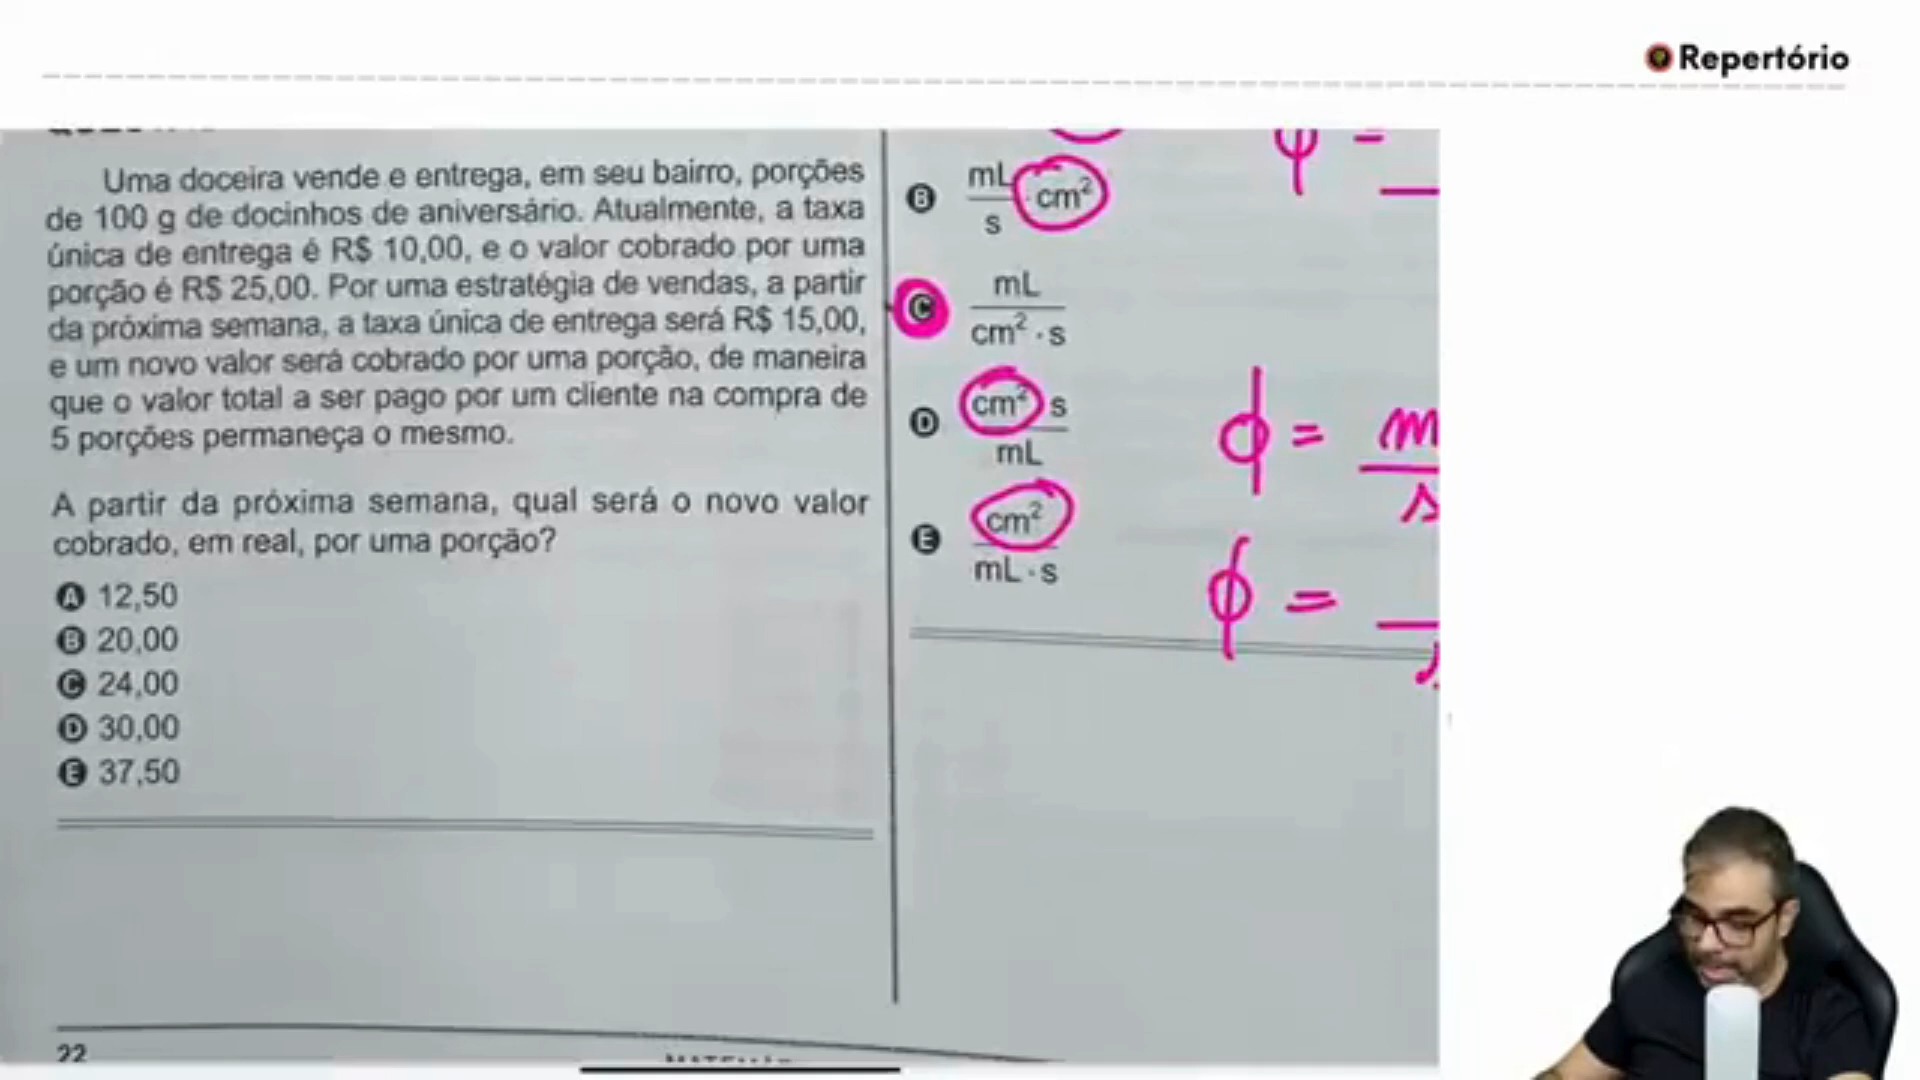 Repertório
Uma doceira vende e entrega, em seu bairro, porções
de 100 g de docinhos de aniversário. Atualmente, a taxa
única de entrega é R$ 10,00, e o valor cobrado por uma
porção é R$ 25,00. Por uma estratégia de vendas, a partir
da próxima semana, a taxa única de entrega será R$ 15,00,
e um novo valor será cobrado por uma porção, de maneira
que o valor total a ser pago por um cliente na compra de
5 porções permaneça o mesmo.
A partir da próxima semana, qual será o novo valor
cobrado, em real, por uma porção?
A 12,50
B 20,00
C 24,00
D 30,00
E 37,50
22
B mL/s · cm²
C mL/cm² · s
D cm² · s/mL
E cm²/mL · s
ϕ =
ϕ = m/s
ϕ =